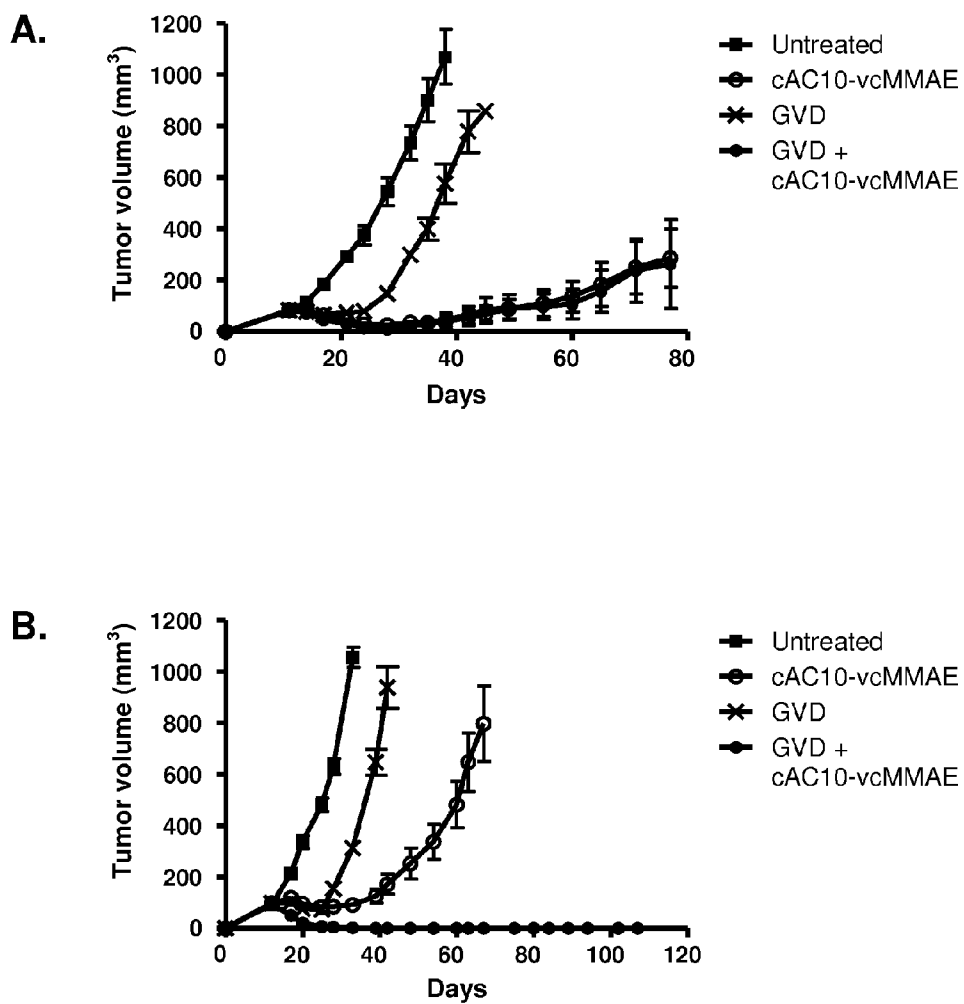 A.
1200
1000
800
600
400
200
0
Tumor volume (mm³)
0 20 40 60 80
Days
Untreated
cAC10-vcMMAE
GVD
GVD +
cAC10-vcMMAE
B.
1200
1000
800
600
400
200
0
Tumor volume (mm³)
0 20 40 60 80 100 120
Days
Untreated
cAC10-vcMMAE
GVD
GVD +
cAC10-vcMMAE